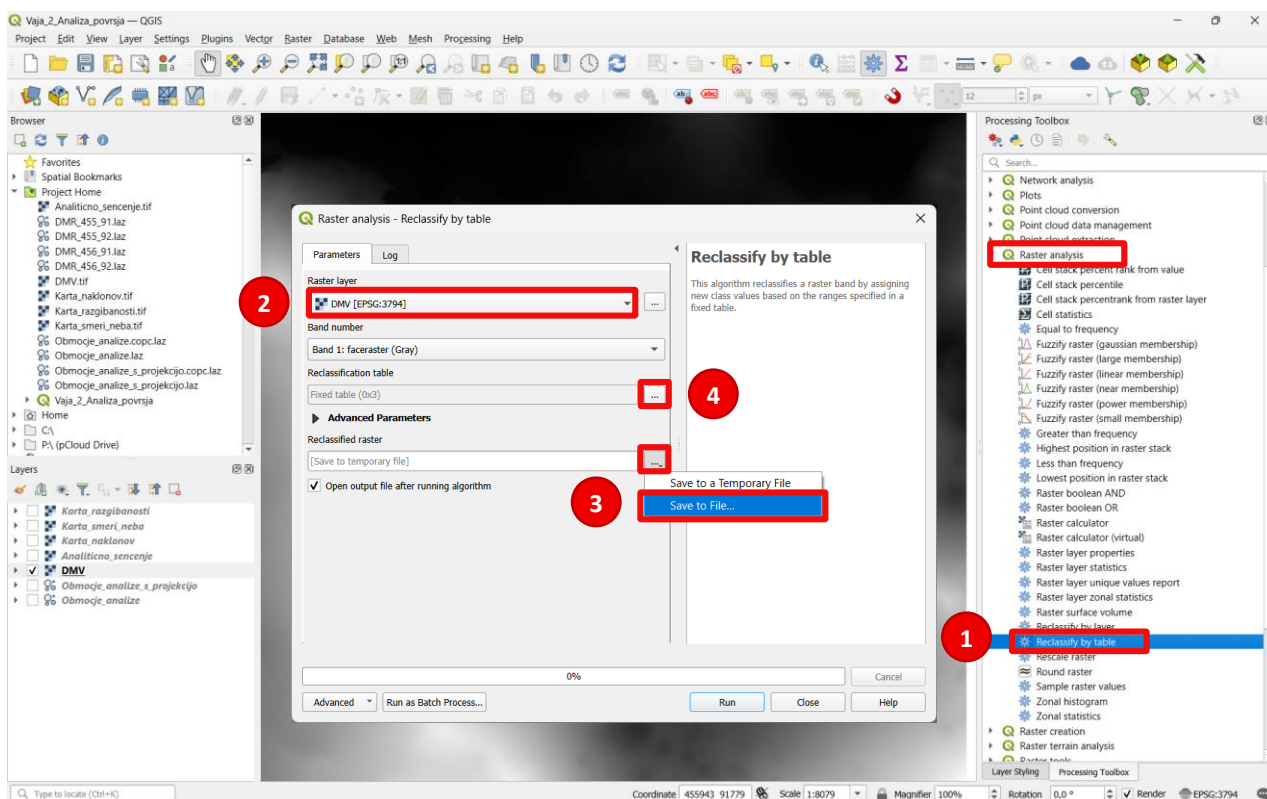 Vaja_2_Analiza_povrsja — QGIS
Project Edit View Layer Settings Plugins Vector Raster Database Web Mesh Processing Help
12 px
Browser
Favorites
Spatial Bookmarks
Project Home
Analiticno_sencenje.tif
DMR_455_91.laz
DMR_455_92.laz
DMR_456_91.laz
DMR_456_92.laz
DMV.tif
Karta_naklonov.tif
Karta_razgibanosti.tif
Karta_smeri_neba.tif
Obmocje_analize.copc.laz
Obmocje_analize.laz
Obmocje_analize_s_projekcijo.copc.laz
Obmocje_analize_s_projekcijo.laz
Vaja_2_Analiza_povrsja
Home
C:\
P:\ (pCloud Drive)
Layers
Karta_razgibanosti
Karta_smeri_neba
Karta_naklonov
Analiticno_sencenje
DMV
Obmocje_analize_s_projekcijo
Obmocje_analize
Raster analysis - Reclassify by table
Parameters Log
Raster layer
2
DMV [EPSG:3794]
...
Band number
Band 1: faceraster (Gray)
Reclassification table
Fixed table (0x3)
...
4
Advanced Parameters
Reclassified raster
[Save to temporary file]
...
Open output file after running algorithm
3
Save to a Temporary File
Save to File...
Reclassify by table
This algorithm reclassifies a raster band by assigning
new class values based on the ranges specified in a
fixed table.
0%
Cancel
Advanced
Run as Batch Process...
Run
Close
Help
Processing Toolbox
Search...
Network analysis
Plots
Point cloud conversion
Point cloud data management
Point cloud extraction
Raster analysis
Cell stack percent rank from value
Cell stack percentile
Cell stack percentrank from raster layer
Cell statistics
Equal to frequency
Fuzzify raster (gaussian membership)
Fuzzify raster (large membership)
Fuzzify raster (linear membership)
Fuzzify raster (near membership)
Fuzzify raster (power membership)
Fuzzify raster (small membership)
Greater than frequency
Highest position in raster stack
Less than frequency
Lowest position in raster stack
Raster boolean AND
Raster boolean OR
Raster calculator
Raster calculator (virtual)
Raster layer properties
Raster layer statistics
Raster layer unique values report
Raster layer zonal statistics
Raster surface volume
Reclassify by layer
1
Reclassify by table
Rescale raster
Round raster
Sample raster values
Zonal histogram
Zonal statistics
Raster creation
Raster terrain analysis
Raster tools
Layer Styling Processing Toolbox
Type to locate (Ctrl+K)
Coordinate 455943 91779 Scale 1:8079 Magnifier 100% Rotation 0,0 ° Render EPSG:3794